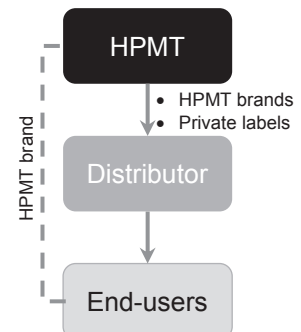 HPMT
• HPMT brands
• Private labels
HPMT brand
Distributor
End-users